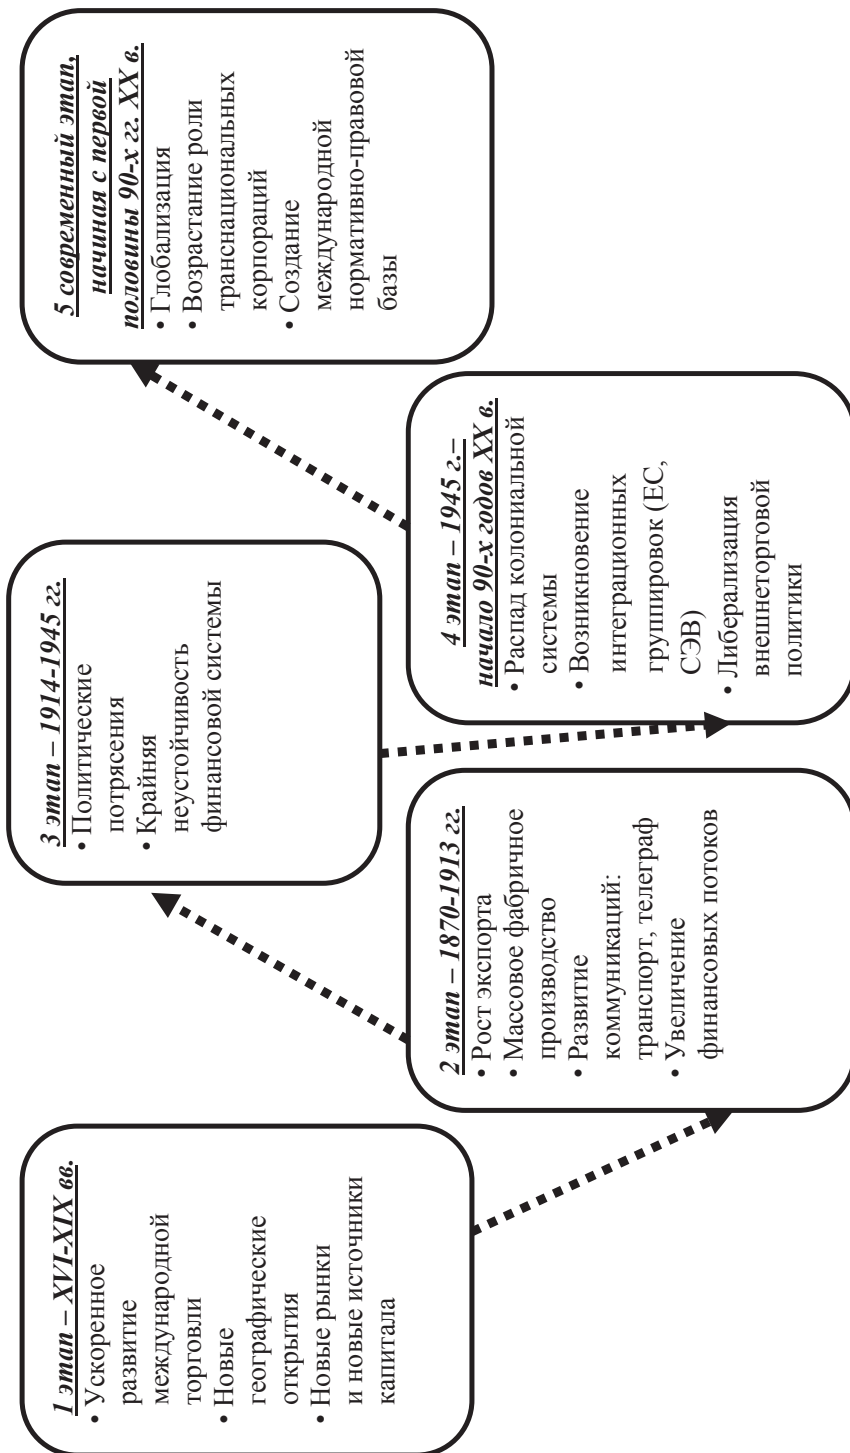 1 этап – XVI-XIX вв.
• Ускоренное
развитие
международной
торговли
• Новые
географические
открытия
• Новые рынки
и новые источники
капитала
2 этап – 1870-1913 гг.
• Рост экспорта
• Массовое фабричное
производство
• Развитие
коммуникаций:
транспорт, телеграф
• Увеличение
финансовых потоков
3 этап – 1914-1945 гг.
• Политические
потрясения
• Крайняя
неустойчивость
финансовой системы
4 этап – 1945 г.–
начало 90-х годов XX в.
• Распад колониальной
системы
• Возникновение
интеграционных
группировок (ЕС,
СЭВ)
• Либерализация
внешнеторговой
политики
5 современный этап,
начиная с первой
половины 90-х гг. XX в.
• Глобализация
• Возрастание роли
транснациональных
корпораций
• Создание
международной
нормативно-правовой
базы